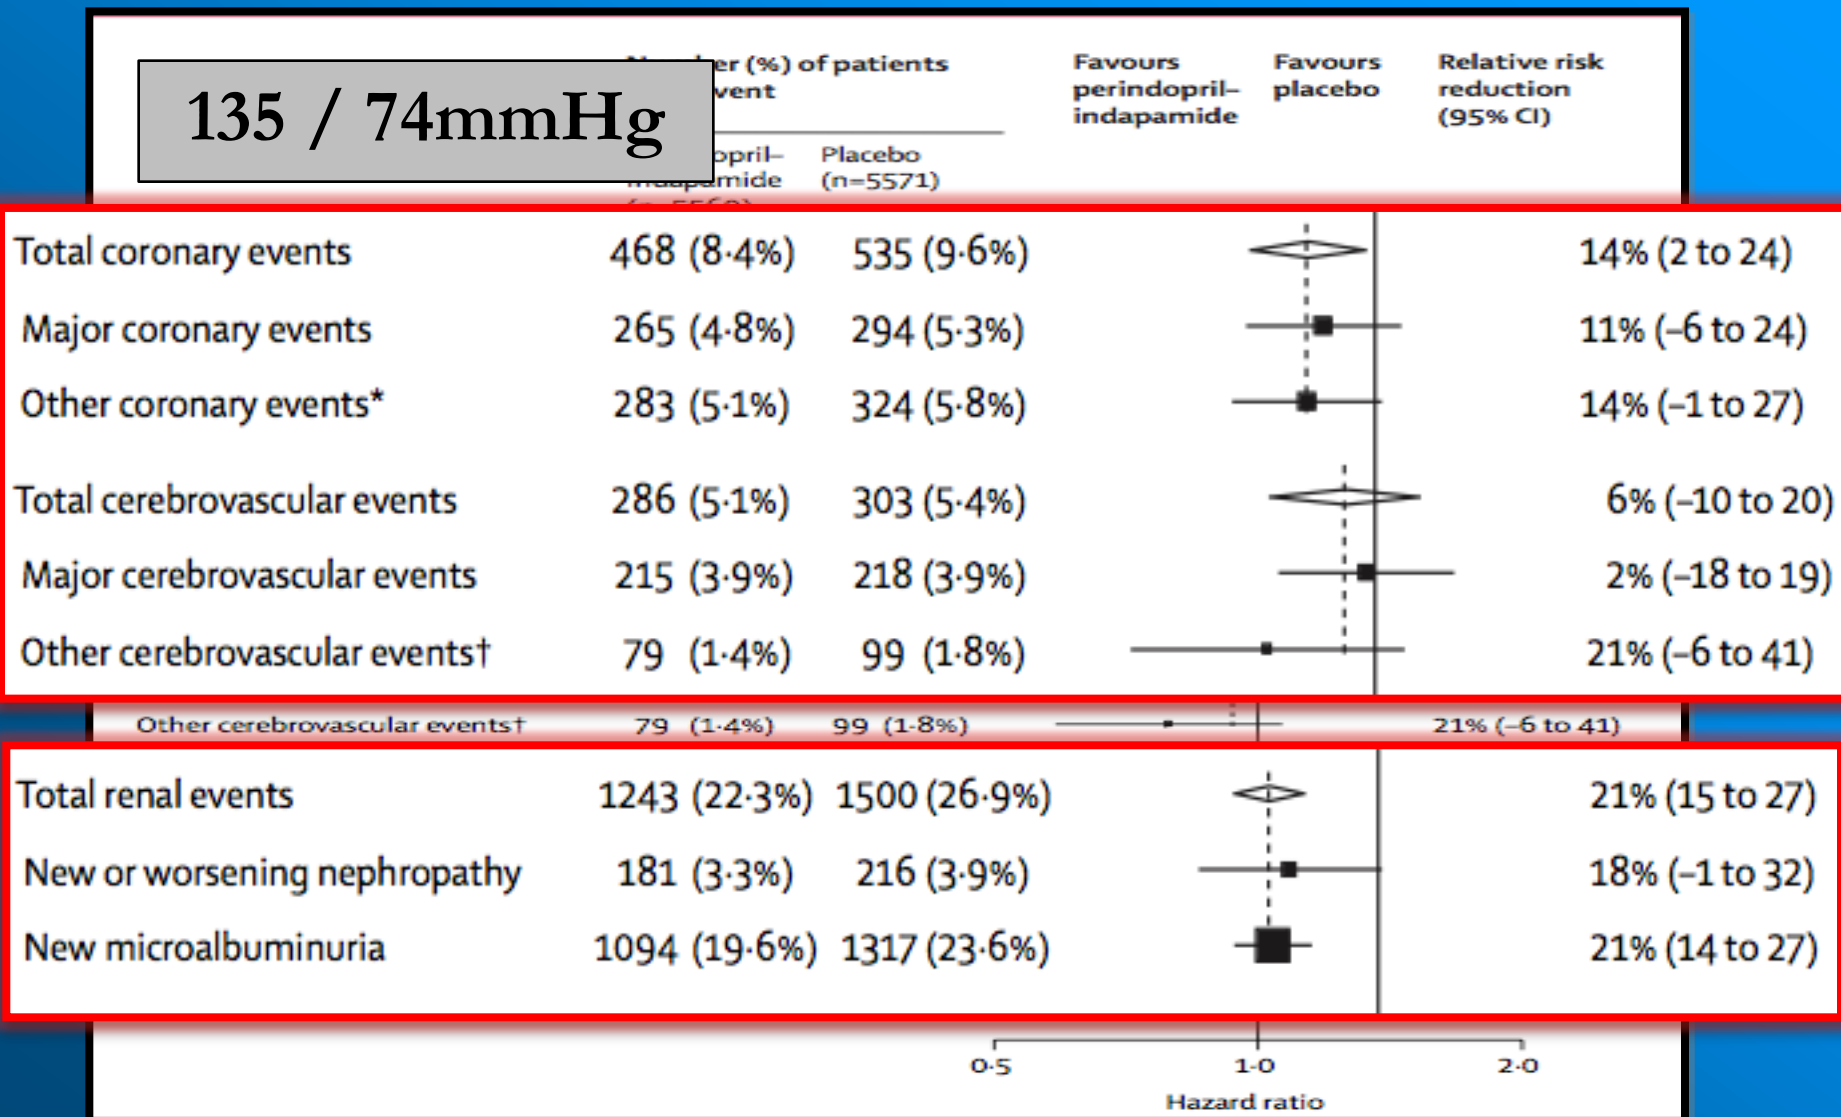 135 / 74mmHg
er (%) of patients
vent
Favours perindopril–indapamide
Favours placebo
Relative risk reduction (95% CI)
opril–
Placebo
(n=5571)
Total coronary events 468 (8·4%) 535 (9·6%) 14% (2 to 24)
Major coronary events 265 (4·8%) 294 (5·3%) 11% (–6 to 24)
Other coronary events* 283 (5·1%) 324 (5·8%) 14% (–1 to 27)
Total cerebrovascular events 286 (5·1%) 303 (5·4%) 6% (–10 to 20)
Major cerebrovascular events 215 (3·9%) 218 (3·9%) 2% (–18 to 19)
Other cerebrovascular events† 79 (1·4%) 99 (1·8%) 21% (–6 to 41)
Other cerebrovascular events† 79 (1·4%) 99 (1·8%) 21% (–6 to 41)
Total renal events 1243 (22·3%) 1500 (26·9%) 21% (15 to 27)
New or worsening nephropathy 181 (3·3%) 216 (3·9%) 18% (–1 to 32)
New microalbuminuria 1094 (19·6%) 1317 (23·6%) 21% (14 to 27)
0·5 1·0 2·0
Hazard ratio